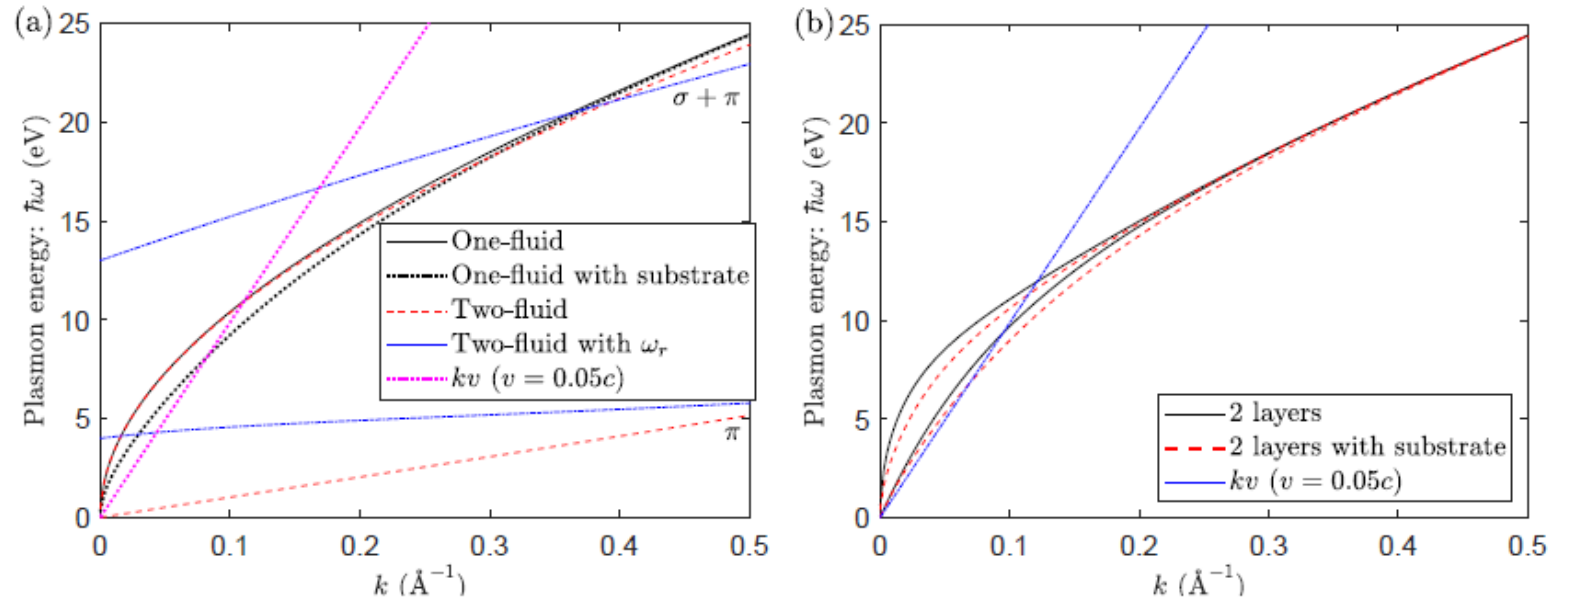 (a)
Plasmon energy: ħω (eV)
25
20
15
10
5
0
σ + π
One-fluid
One-fluid with substrate
Two-fluid
Two-fluid with ωᵣ
kv (v = 0.05c)
π
0 0.1 0.2 0.3 0.4 0.5
k (Å⁻¹)
(b)
Plasmon energy: ħω (eV)
25
20
15
10
5
0
2 layers
2 layers with substrate
kv (v = 0.05c)
0 0.1 0.2 0.3 0.4 0.5
k (Å⁻¹)